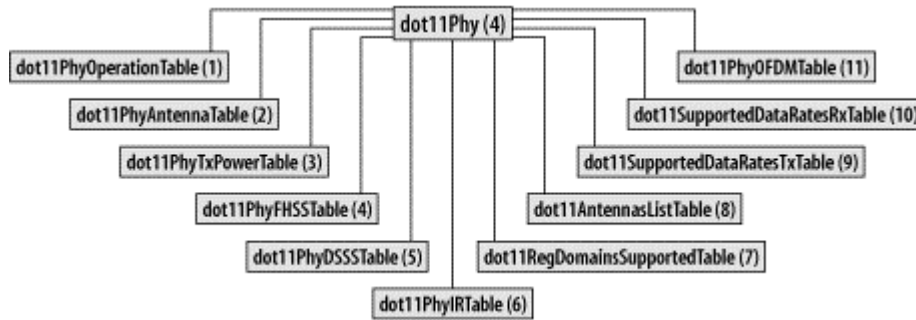 dot11Phy (4)
dot11PhyOperationTable (1)
dot11PhyOFDMTable (11)
dot11PhyAntennaTable (2)
dot11SupportedDataRatesRxTable (10)
dot11PhyTxPowerTable (3)
dot11SupportedDataRatesTxTable (9)
dot11PhyFHSSTable (4)
dot11AntennasListTable (8)
dot11PhyDSSSTable (5)
dot11RegDomainsSupportedTable (7)
dot11PhyIRTable (6)